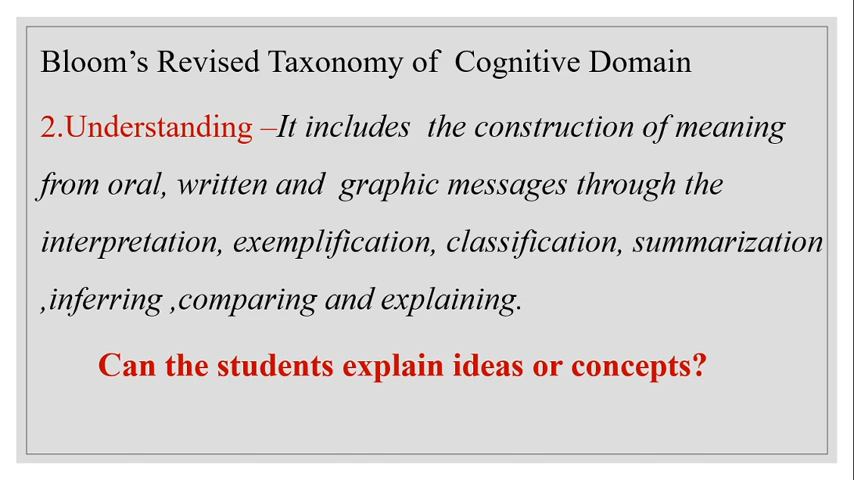 Bloom’s Revised Taxonomy of  Cognitive Domain
2.Understanding –It includes  the construction of meaning
from oral, written and  graphic messages through the
interpretation, exemplification, classification, summarization
,inferring ,comparing and explaining.
Can the students explain ideas or concepts?